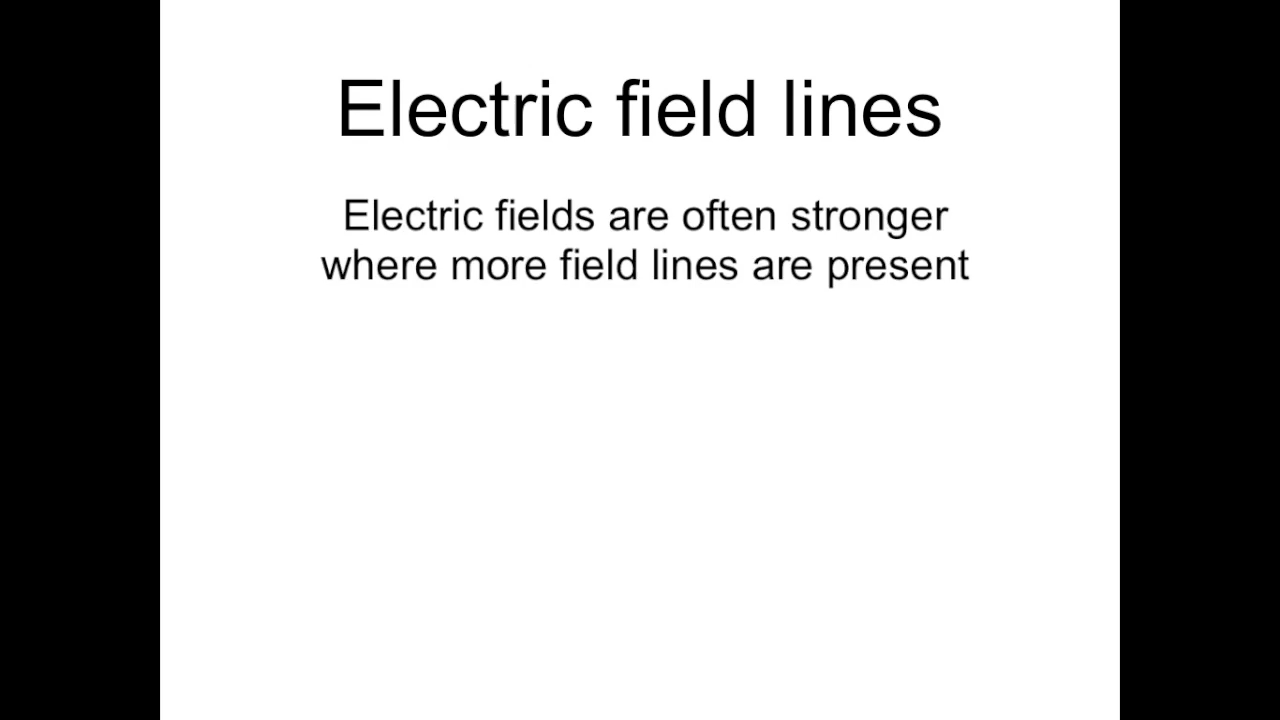 Electric field lines
Electric fields are often stronger
where more field lines are present